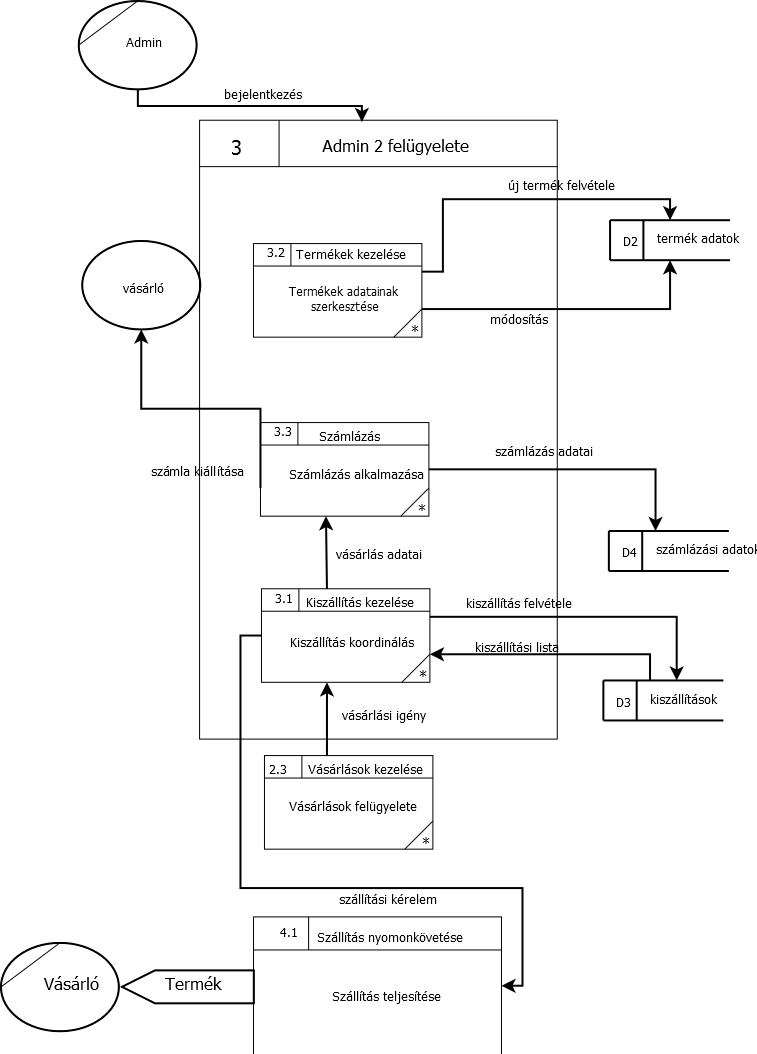 Admin
bejelentkezés
3
Admin 2 felügyelete
új termék felvétele
D2
termék adatok
3.2
Termékek kezelése
Termékek adatainak
szerkesztése
*
módosítás
vásárló
3.3
Számlázás
Számlázás alkalmazása
*
számla kiállítása
számlázás adatai
D4
számlázási adatok
vásárlás adatai
3.1
Kiszállítás kezelése
Kiszállítás koordinálás
*
kiszállítás felvétele
kiszállítási lista
D3
kiszállítások
vásárlási igény
2.3
Vásárlások kezelése
Vásárlások felügyelete
*
szállítási kérelem
4.1
Szállítás nyomonkövetése
Szállítás teljesítése
Termék
Vásárló